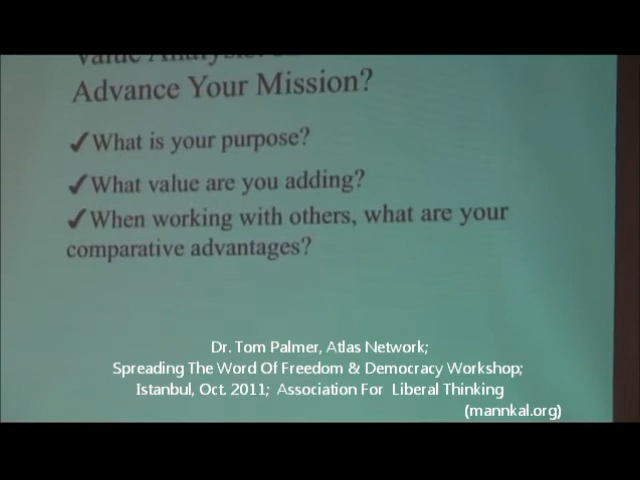 Value Analysis:
Advance Your Mission?
✓What is your purpose?
✓What value are you adding?
✓When working with others, what are your
comparative advantages?
Dr. Tom Palmer, Atlas Network;
Spreading The Word Of Freedom & Democracy Workshop;
Istanbul, Oct. 2011; Association For Liberal Thinking
(mannkal.org)